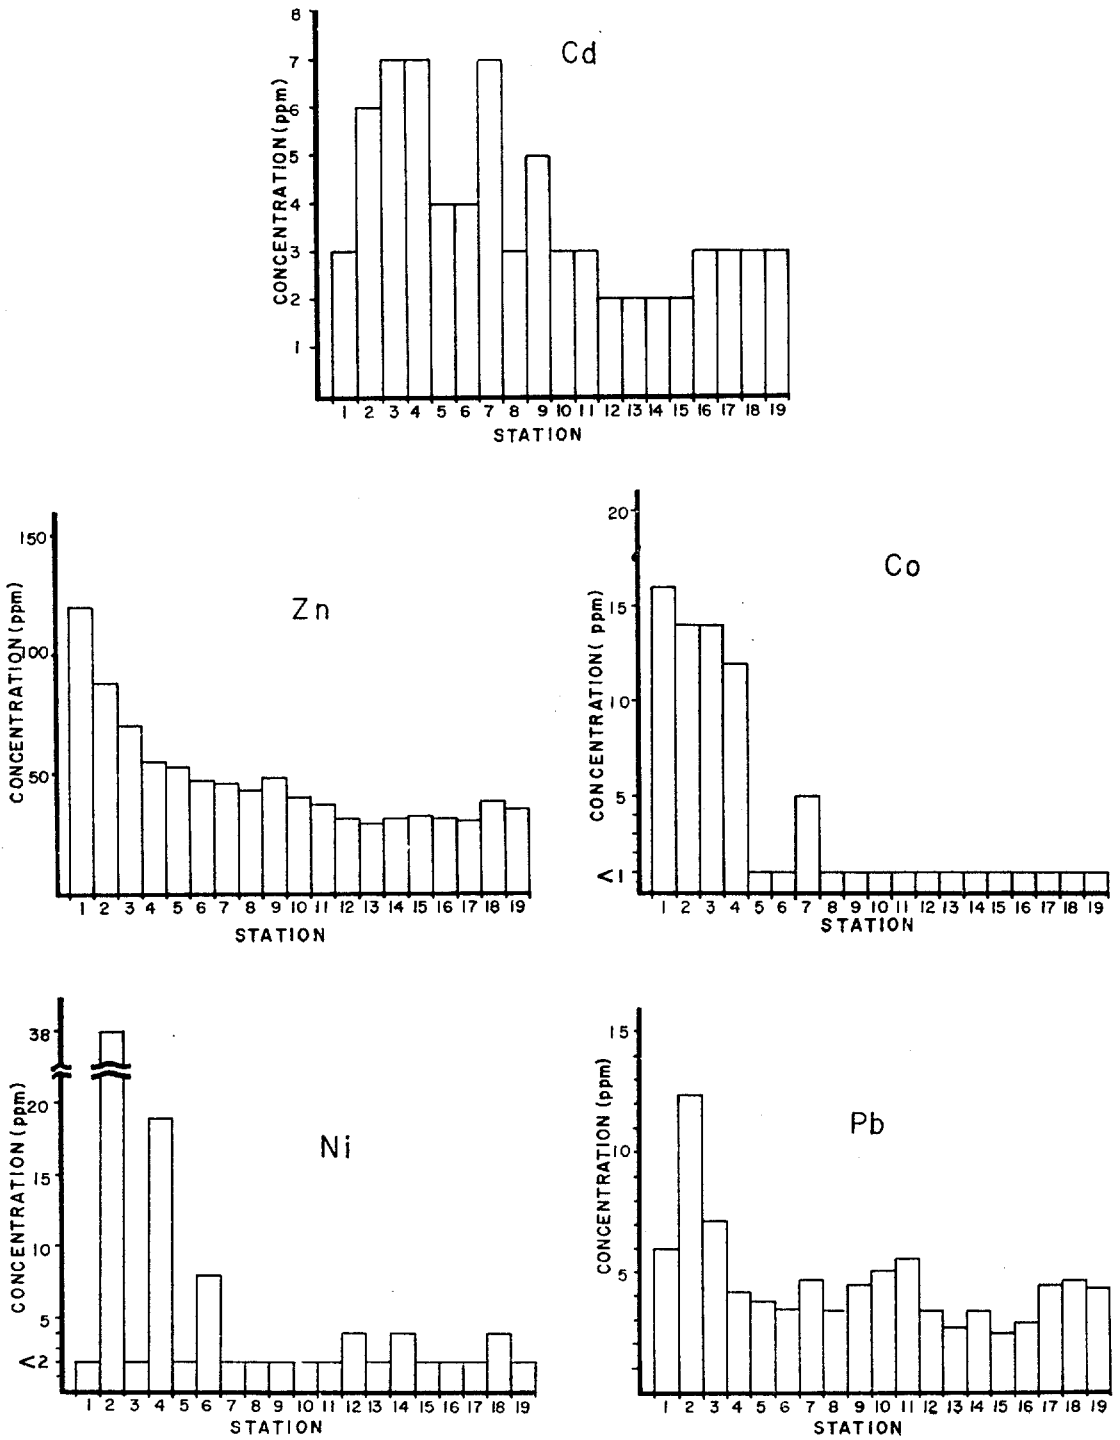 Cd
CONCENTRATION (ppm)
8
7
6
5
4
3
2
1
1 2 3 4 5 6 7 8 9 10 11 12 13 14 15 16 17 18 19
STATION
Zn
CONCENTRATION (ppm)
150
100
50
1 2 3 4 5 6 7 8 9 10 11 12 13 14 15 16 17 18 19
STATION
Co
CONCENTRATION ( ppm)
20
15
10
5
<1
1 2 3 4 5 6 7 8 9 10 11 12 13 14 15 16 17 18 19
STATION
Ni
CONCENTRATION (ppm)
38
20
15
10
5
<2
1 2 3 4 5 6 7 8 9 10 11 12 13 14 15 16 17 18 19
STATION
Pb
CONCENTRATION (ppm)
15
10
5
1 2 3 4 5 6 7 8 9 10 11 12 13 14 15 16 17 18 19
STATION